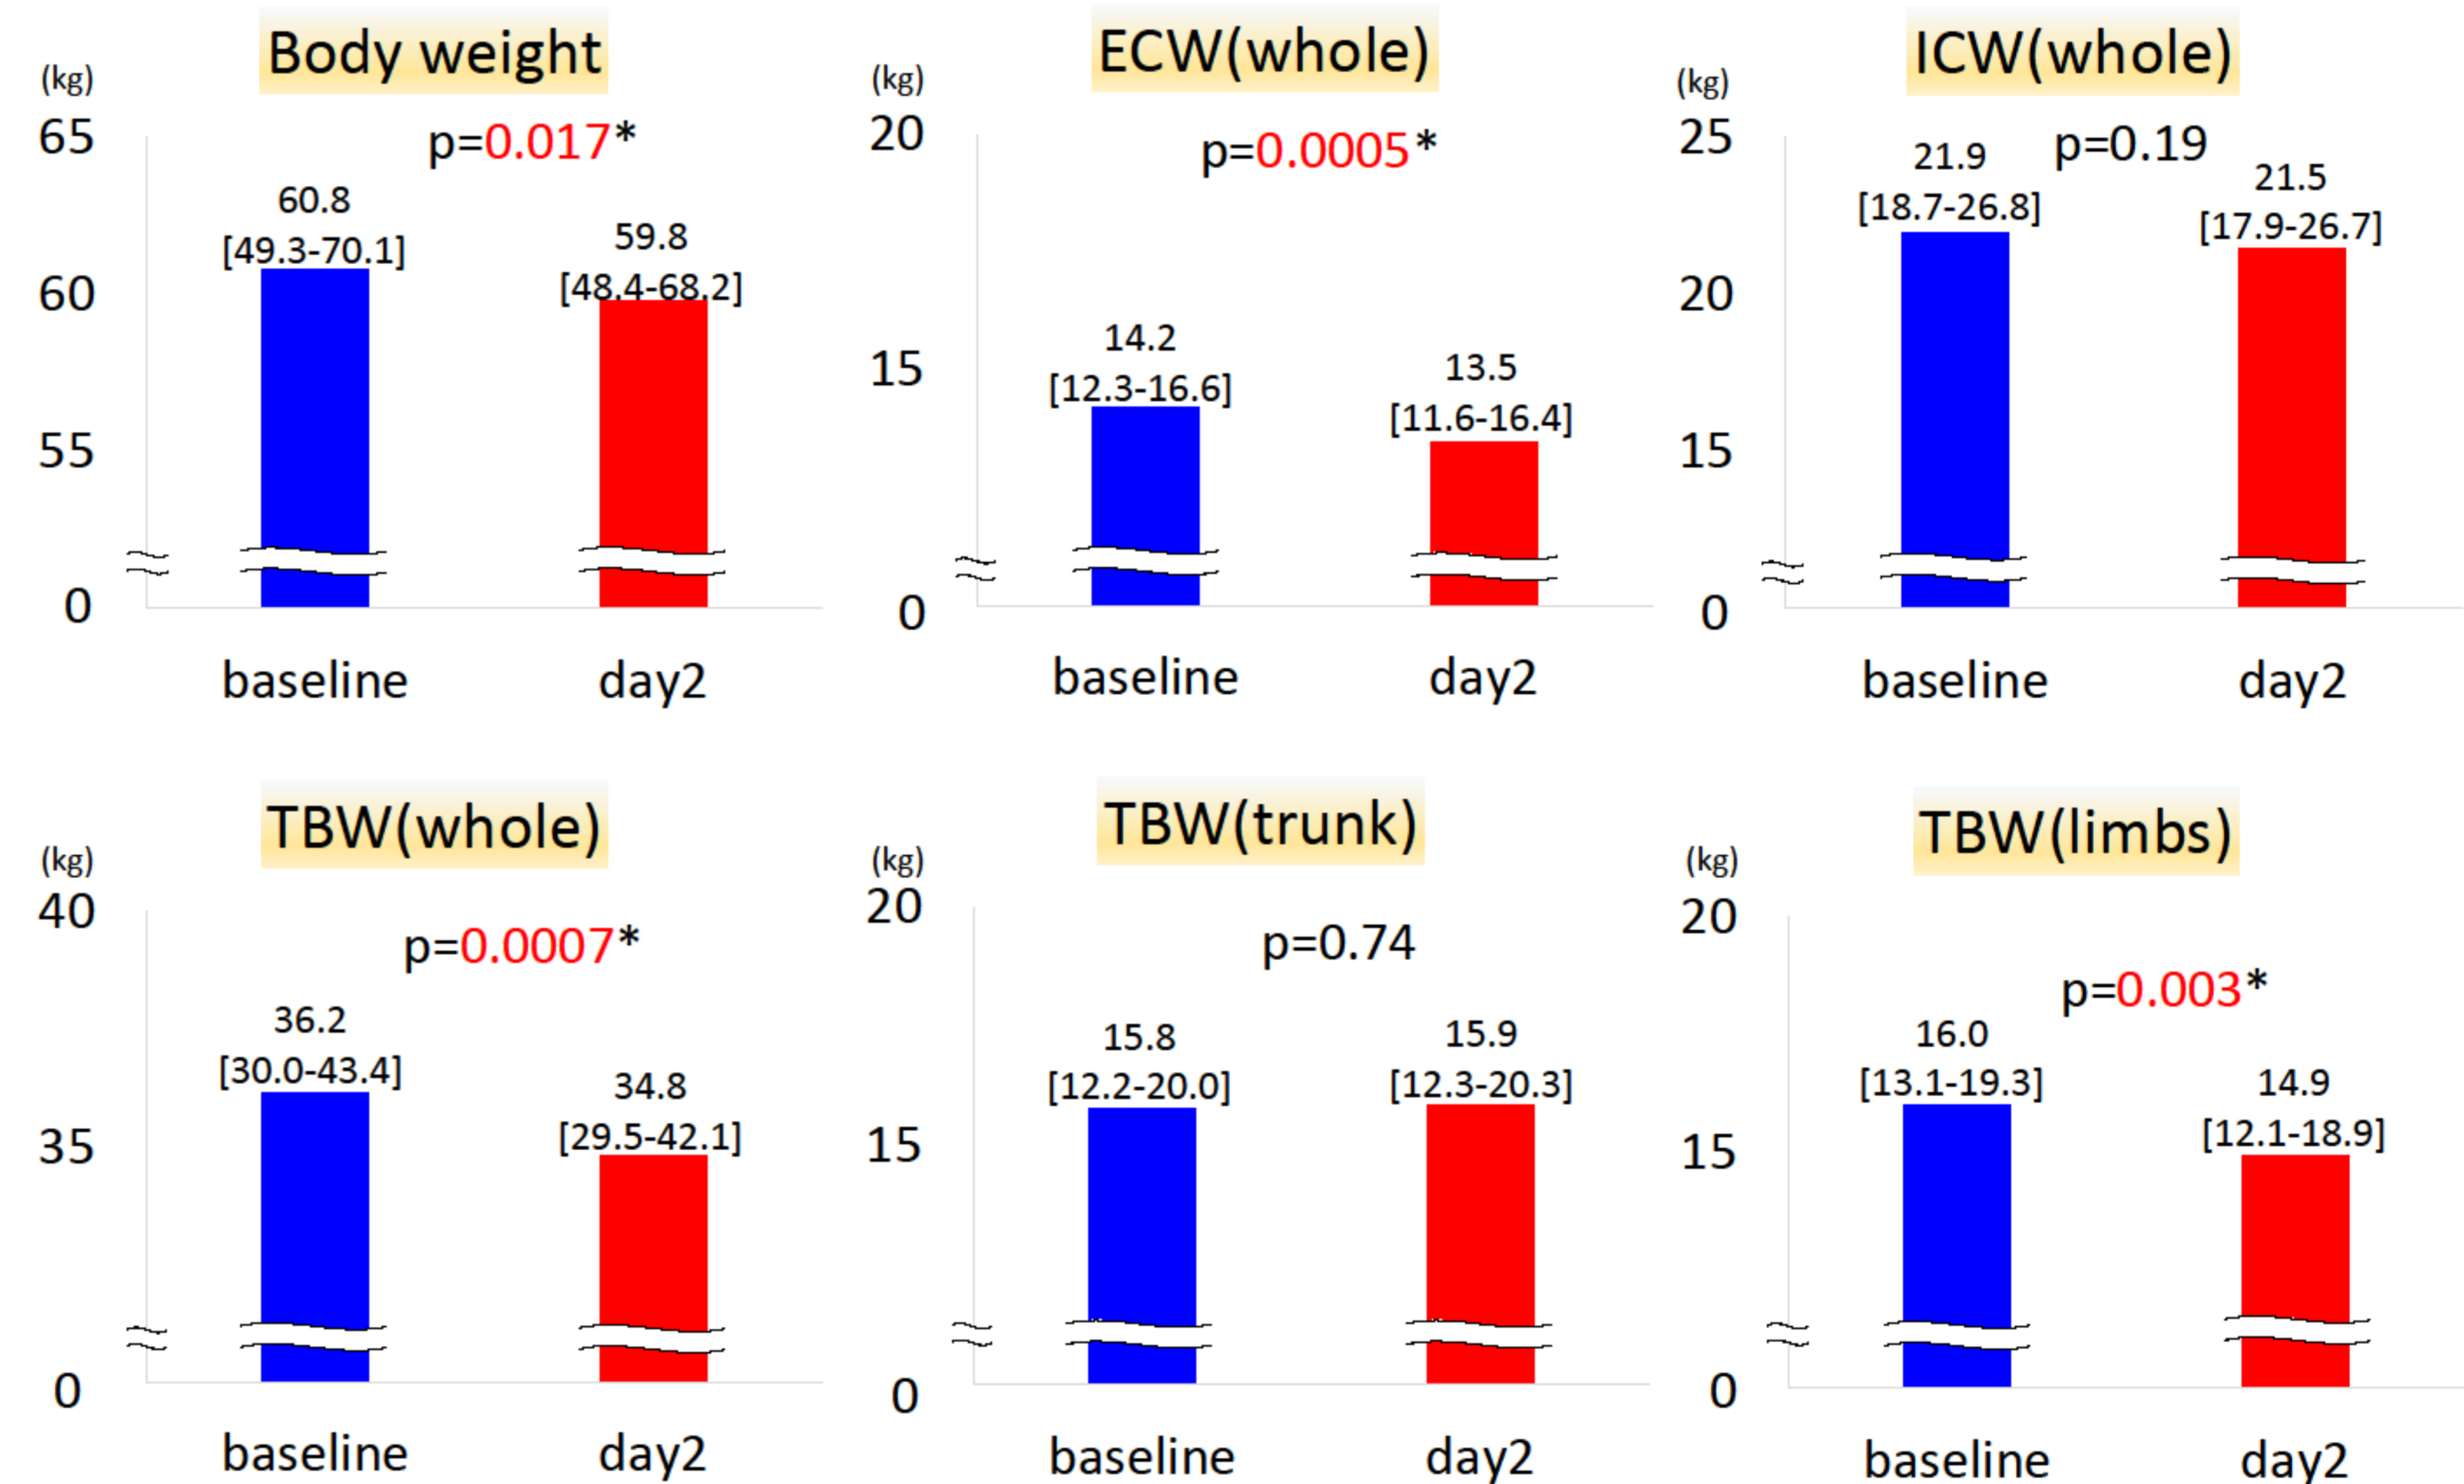 Body weight
(kg)
65
p=0.017*
60.8
[49.3-70.1]
59.8
[48.4-68.2]
60
55
0
baseline
day2
ECW(whole)
(kg)
20
p=0.0005*
14.2
[12.3-16.6]
13.5
[11.6-16.4]
15
0
baseline
day2
ICW(whole)
(kg)
25
p=0.19
21.9
[18.7-26.8]
21.5
[17.9-26.7]
20
15
0
baseline
day2
TBW(whole)
(kg)
40
p=0.0007*
36.2
[30.0-43.4]
34.8
[29.5-42.1]
35
0
baseline
day2
TBW(trunk)
(kg)
20
p=0.74
15.8
[12.2-20.0]
15.9
[12.3-20.3]
15
0
baseline
day2
TBW(limbs)
(kg)
20
p=0.003*
16.0
[13.1-19.3]
14.9
[12.1-18.9]
15
0
baseline
day2